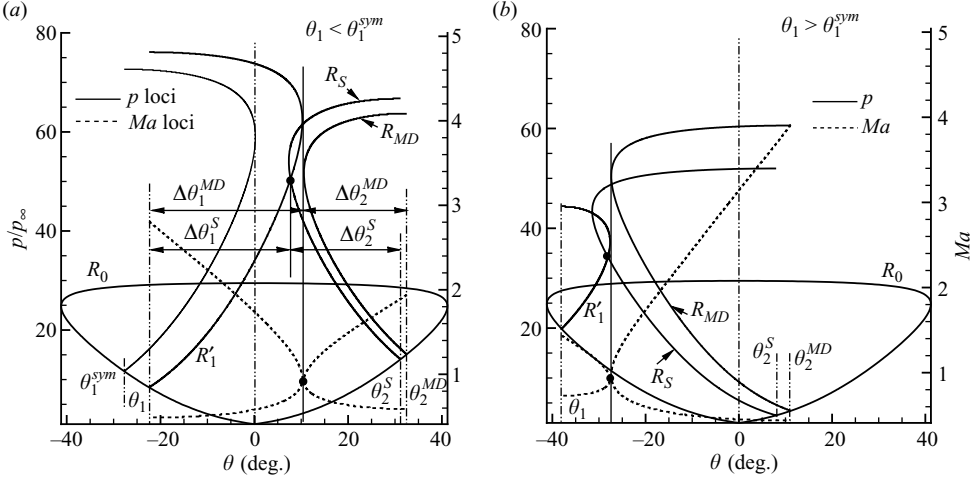 (a)
θ₁ < θ₁^sym
80
60
40
20
p/p∞
5
4
3
2
1
p loci
Ma loci
R_S
R_MD
Δθ₁^MD
Δθ₂^MD
Δθ₁^S
Δθ₂^S
R₀
R′₁
θ₁^sym
θ₁
θ₂^S
θ₂^MD
–41
–20
0
20
41
θ (deg.)
(b)
θ₁ > θ₁^sym
80
60
40
20
5
4
3
2
1
Ma
p
Ma
R₀
R′₁
R_MD
R_S
θ₁
θ₂^S
θ₂^MD
–40
–20
0
20
41
θ (deg.)